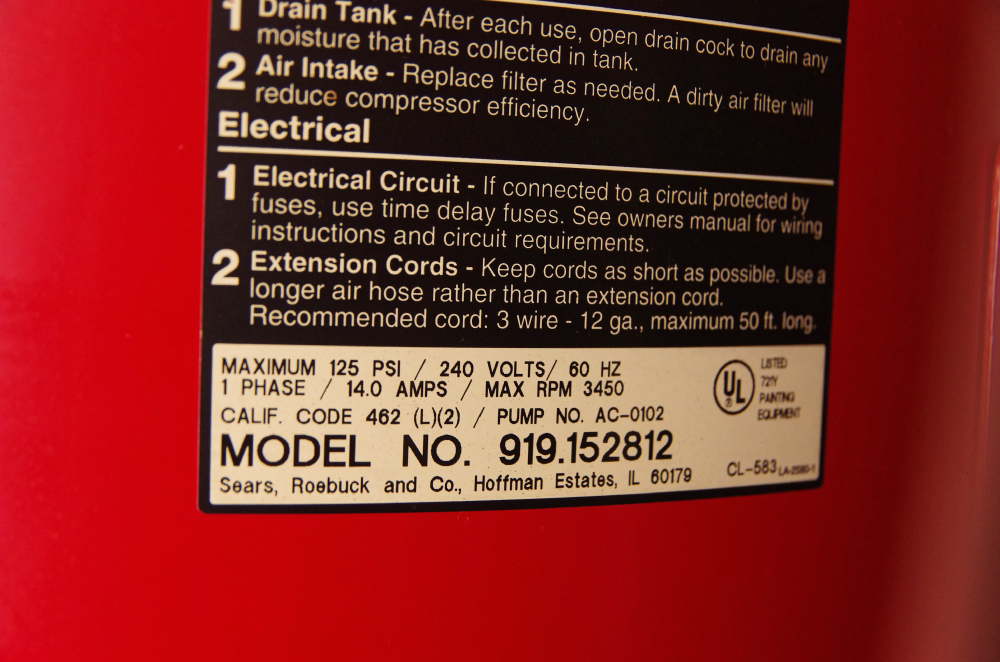 1 Drain Tank - After each use, open drain cock to drain any
moisture that has collected in tank.
2 Air Intake - Replace filter as needed. A dirty air filter will
reduce compressor efficiency.
Electrical
1 Electrical Circuit - If connected to a circuit protected by
fuses, use time delay fuses. See owners manual for wiring
instructions and circuit requirements.
2 Extension Cords - Keep cords as short as possible. Use a
longer air hose rather than an extension cord.
Recommended cord: 3 wire - 12 ga., maximum 50 ft. long.
MAXIMUM 125 PSI / 240 VOLTS/ 60 HZ
1 PHASE / 14.0 AMPS / MAX RPM 3450
CALIF. CODE 462 (L)(2) / PUMP NO. AC-0102
MODEL NO. 919.152812
Sears, Roebuck and Co., Hoffman Estates, IL 60179
UL ®
LISTED
721Y
PAINTING
EQUIPMENT
CL-583